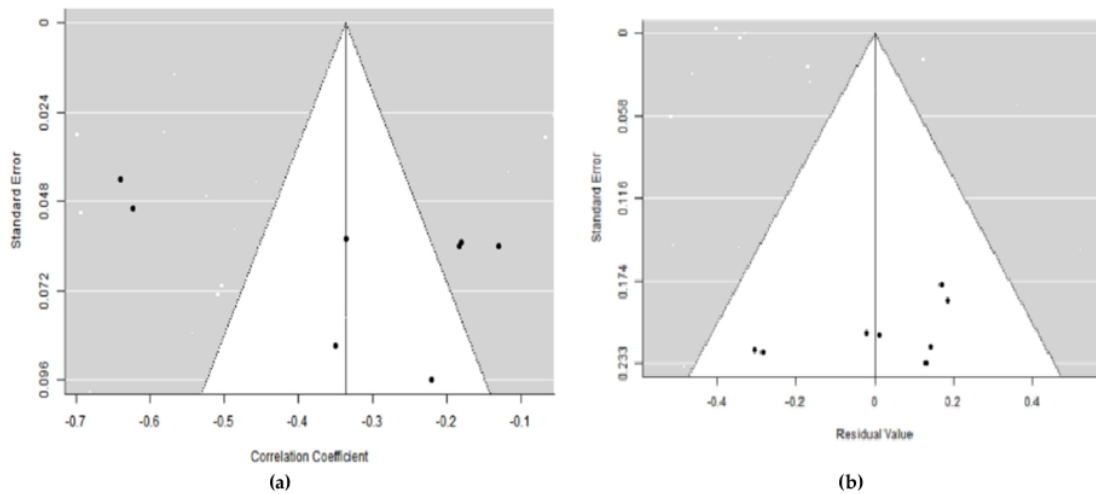 0
0.024
0.048
0.072
0.096
Standard Error
-0.7 -0.6 -0.5 -0.4 -0.3 -0.2 -0.1
Correlation Coefficient
(a)
0
0.058
0.116
0.174
0.233
Standard Error
-0.4 -0.2 0 0.2 0.4
Residual Value
(b)